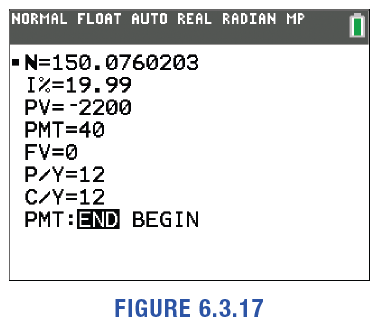 NORMAL FLOAT AUTO REAL RADIAN MP
▪N=150.0760203
I%=19.99
PV=-2200
PMT=40
FV=0
P/Y=12
C/Y=12
PMT:END BEGIN
FIGURE 6.3.17